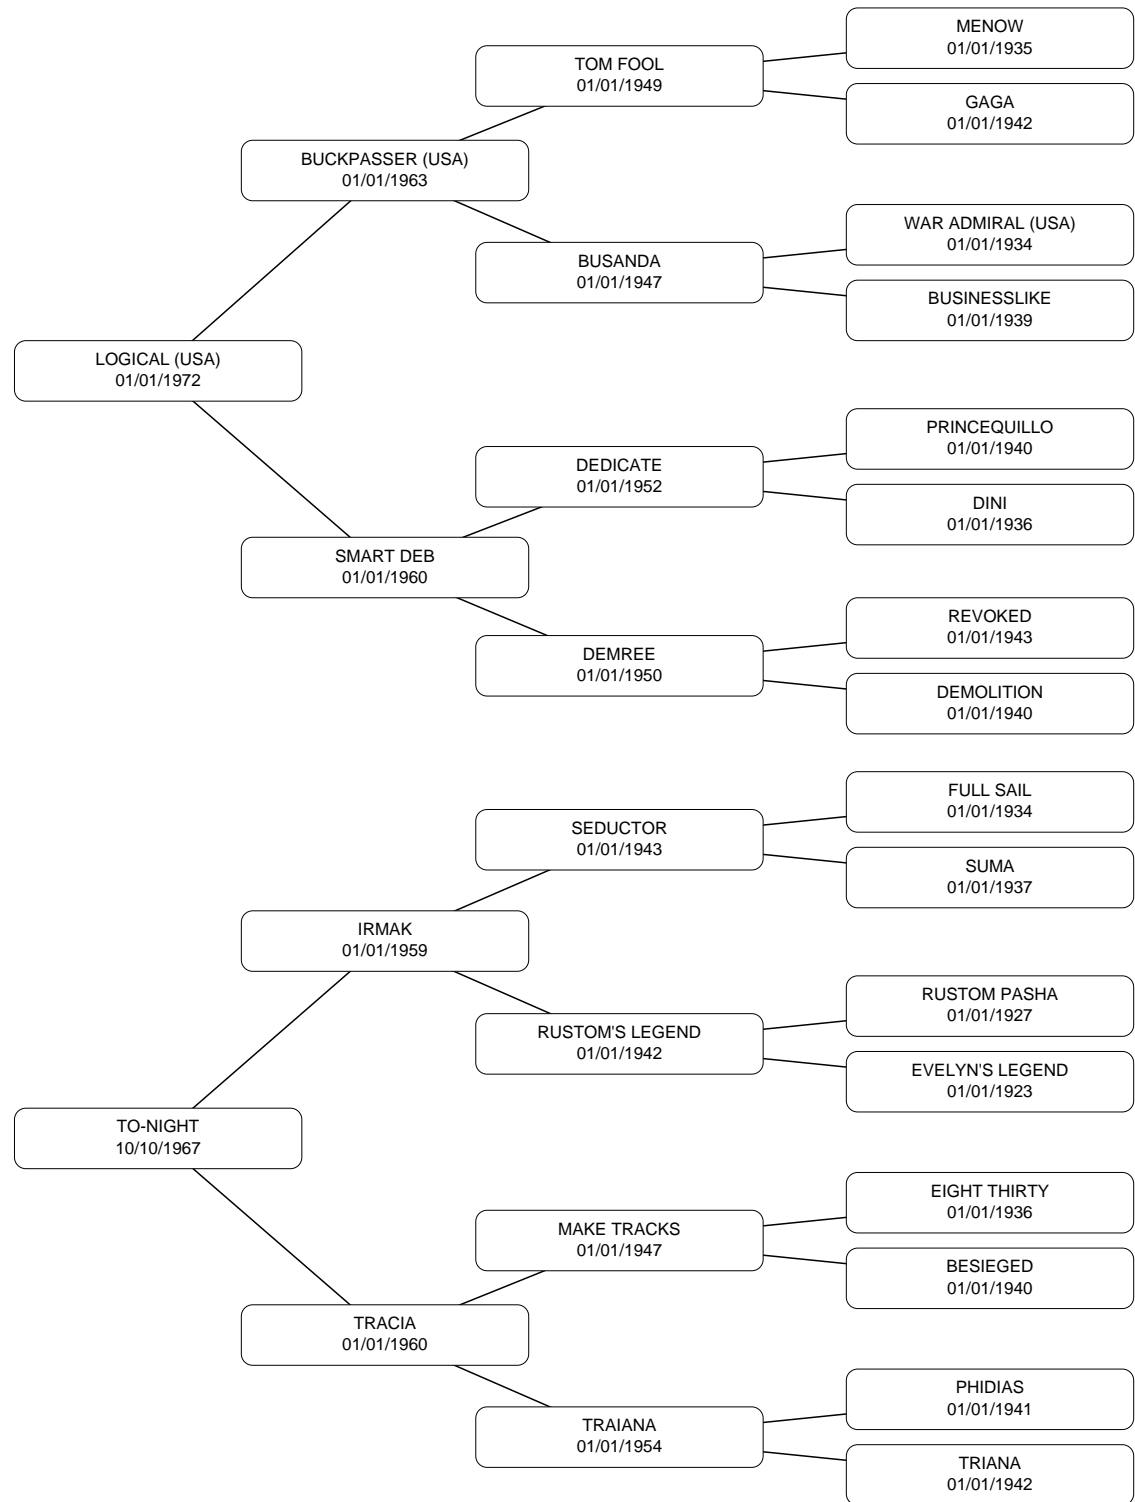 MENOW
01/01/1935
TOM FOOL
01/01/1949
GAGA
01/01/1942
BUCKPASSER (USA)
01/01/1963
WAR ADMIRAL (USA)
01/01/1934
BUSANDA
01/01/1947
BUSINESSLIKE
01/01/1939
LOGICAL (USA)
01/01/1972
PRINCEQUILLO
01/01/1940
DEDICATE
01/01/1952
DINI
01/01/1936
SMART DEB
01/01/1960
REVOKED
01/01/1943
DEMREE
01/01/1950
DEMOLITION
01/01/1940
FULL SAIL
01/01/1934
SEDUCTOR
01/01/1943
SUMA
01/01/1937
IRMAK
01/01/1959
RUSTOM PASHA
01/01/1927
RUSTOM'S LEGEND
01/01/1942
EVELYN'S LEGEND
01/01/1923
TO-NIGHT
10/10/1967
EIGHT THIRTY
01/01/1936
MAKE TRACKS
01/01/1947
BESIEGED
01/01/1940
TRACIA
01/01/1960
PHIDIAS
01/01/1941
TRAIANA
01/01/1954
TRIANA
01/01/1942